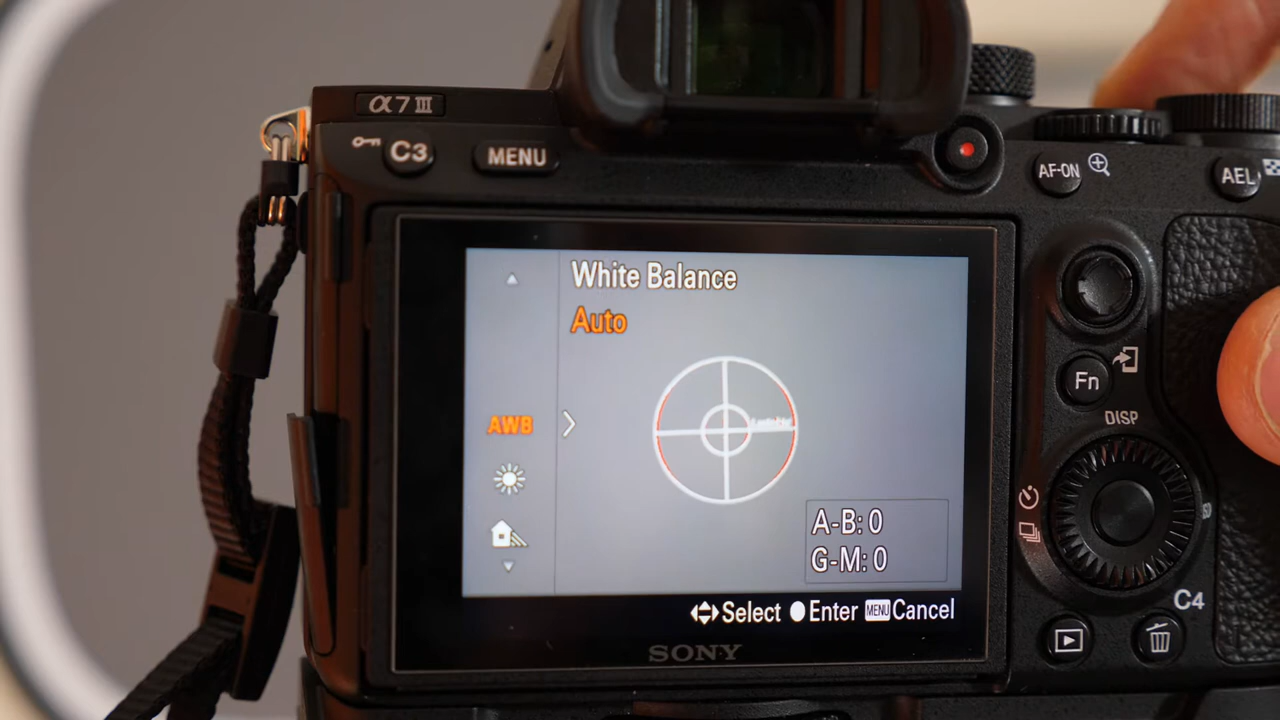 α7 III
C3
MENU
AF-ON
AEL
White Balance
Auto
AWB
Fn
DISP
A-B: 0
G-M: 0
Select Enter MENU Cancel
C4
SONY